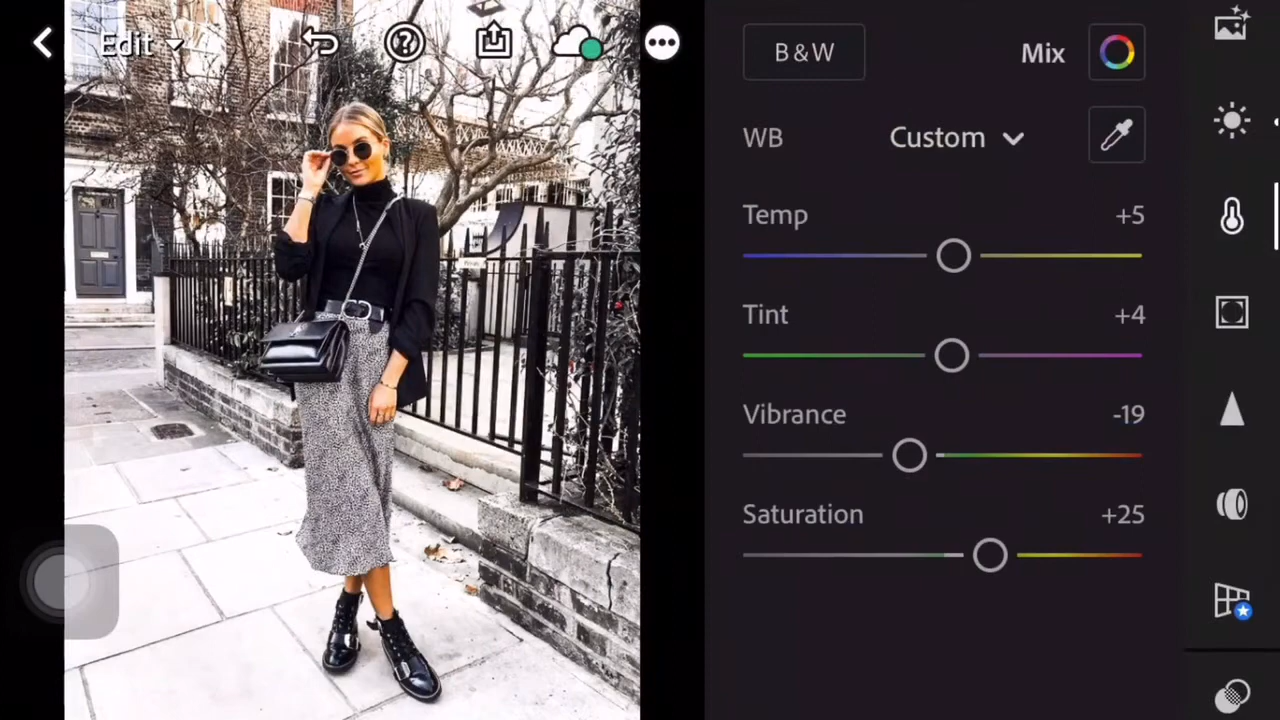 Edit
B&W
Mix
WB
Custom
Temp
+5
Tint
+4
Vibrance
-19
Saturation
+25